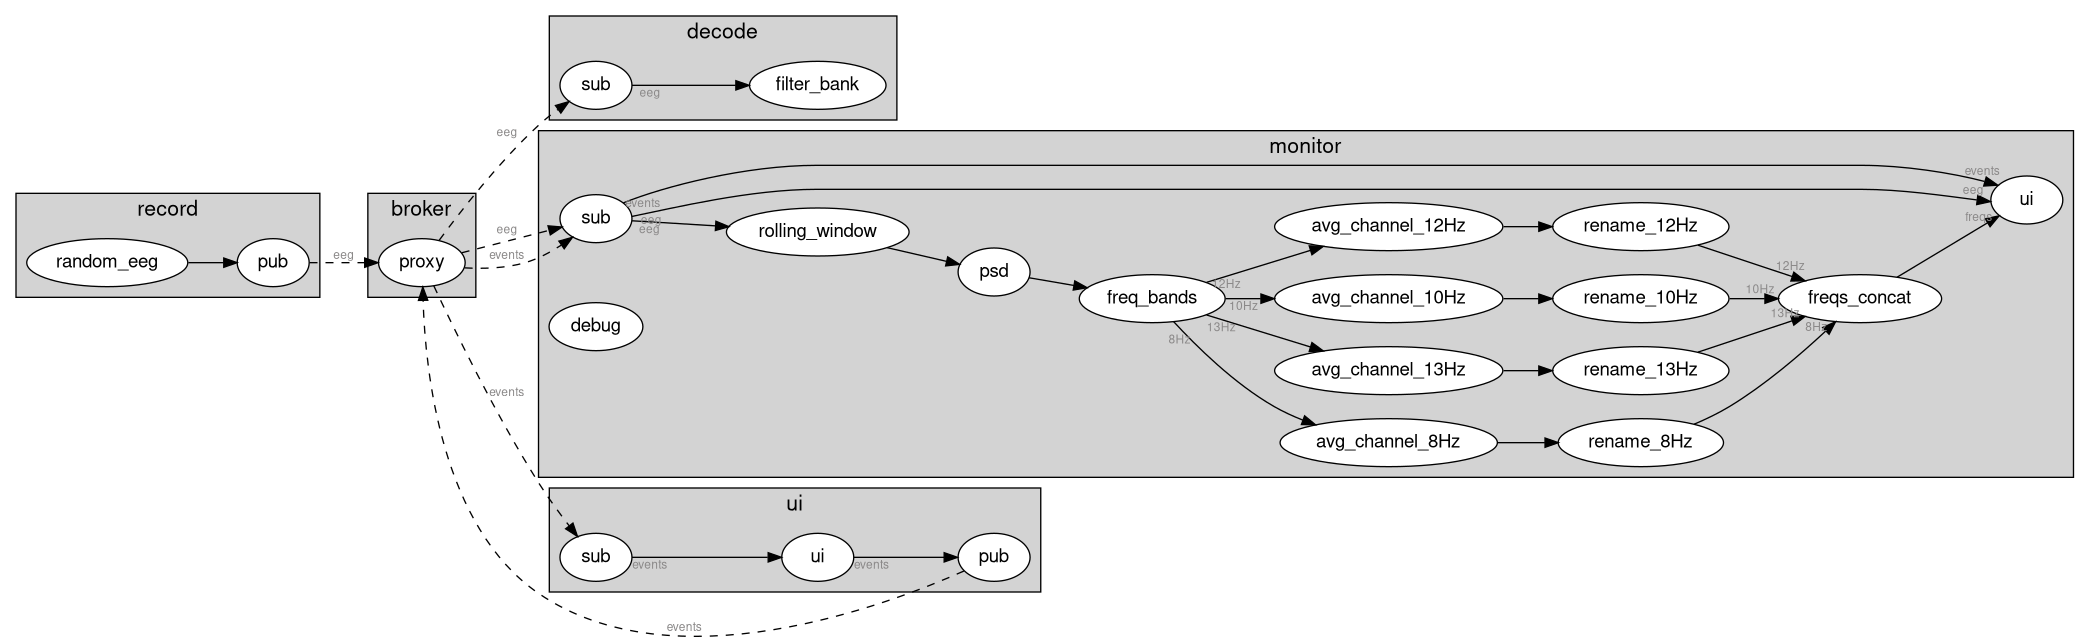 decode
sub
eeg
filter_bank
record
random_eeg
pub
eeg
broker
proxy
eeg
eeg
events
events
events
monitor
sub
events
eeg
eeg
rolling_window
psd
debug
freq_bands
12Hz
10Hz
13Hz
8Hz
avg_channel_12Hz
avg_channel_10Hz
avg_channel_13Hz
avg_channel_8Hz
rename_12Hz
rename_10Hz
rename_13Hz
rename_8Hz
12Hz
10Hz
13Hz
8Hz
freqs_concat
events
eeg
freqs
ui
ui
sub
events
ui
events
pub